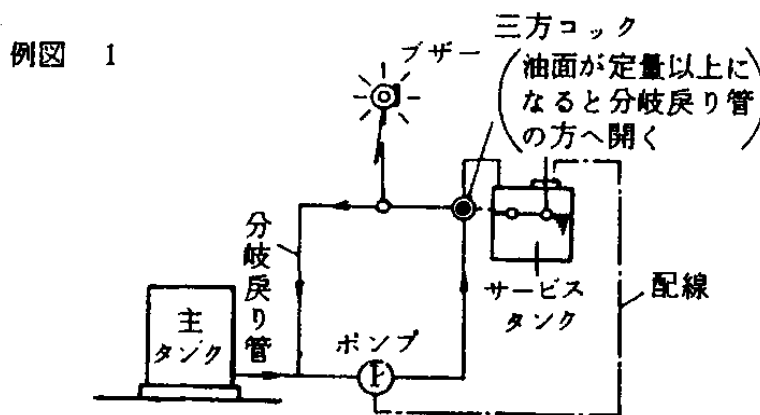 例図 1
ブザー
三方コック
(油面が定量以上に
なると分岐戻り管
の方へ開く)
分岐戻り管
サービス
タンク
配線
主
タンク
ポンプ